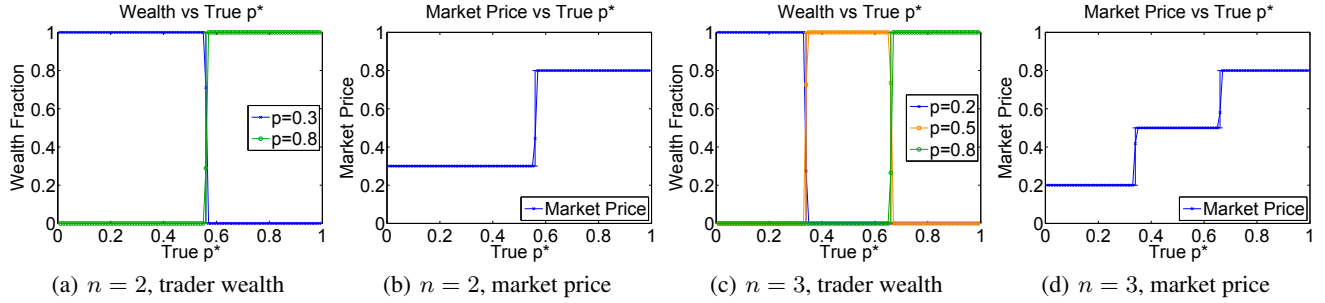 Wealth vs True p*
Wealth Fraction
1
0.8
0.6
0.4
0.2
0
p=0.3
p=0.8
0 0.2 0.4 0.6 0.8 1
True p*
(a) n = 2, trader wealth
Market Price vs True p*
Market Price
1
0.8
0.6
0.4
0.2
0
Market Price
0 0.2 0.4 0.6 0.8 1
True p*
(b) n = 2, market price
Wealth vs True p*
Wealth Fraction
1
0.8
0.6
0.4
0.2
0
p=0.2
p=0.5
p=0.8
0 0.2 0.4 0.6 0.8 1
True p*
(c) n = 3, trader wealth
Market Price vs True p*
Market Price
1
0.8
0.6
0.4
0.2
0
Market Price
0 0.2 0.4 0.6 0.8 1
True p*
(d) n = 3, market price